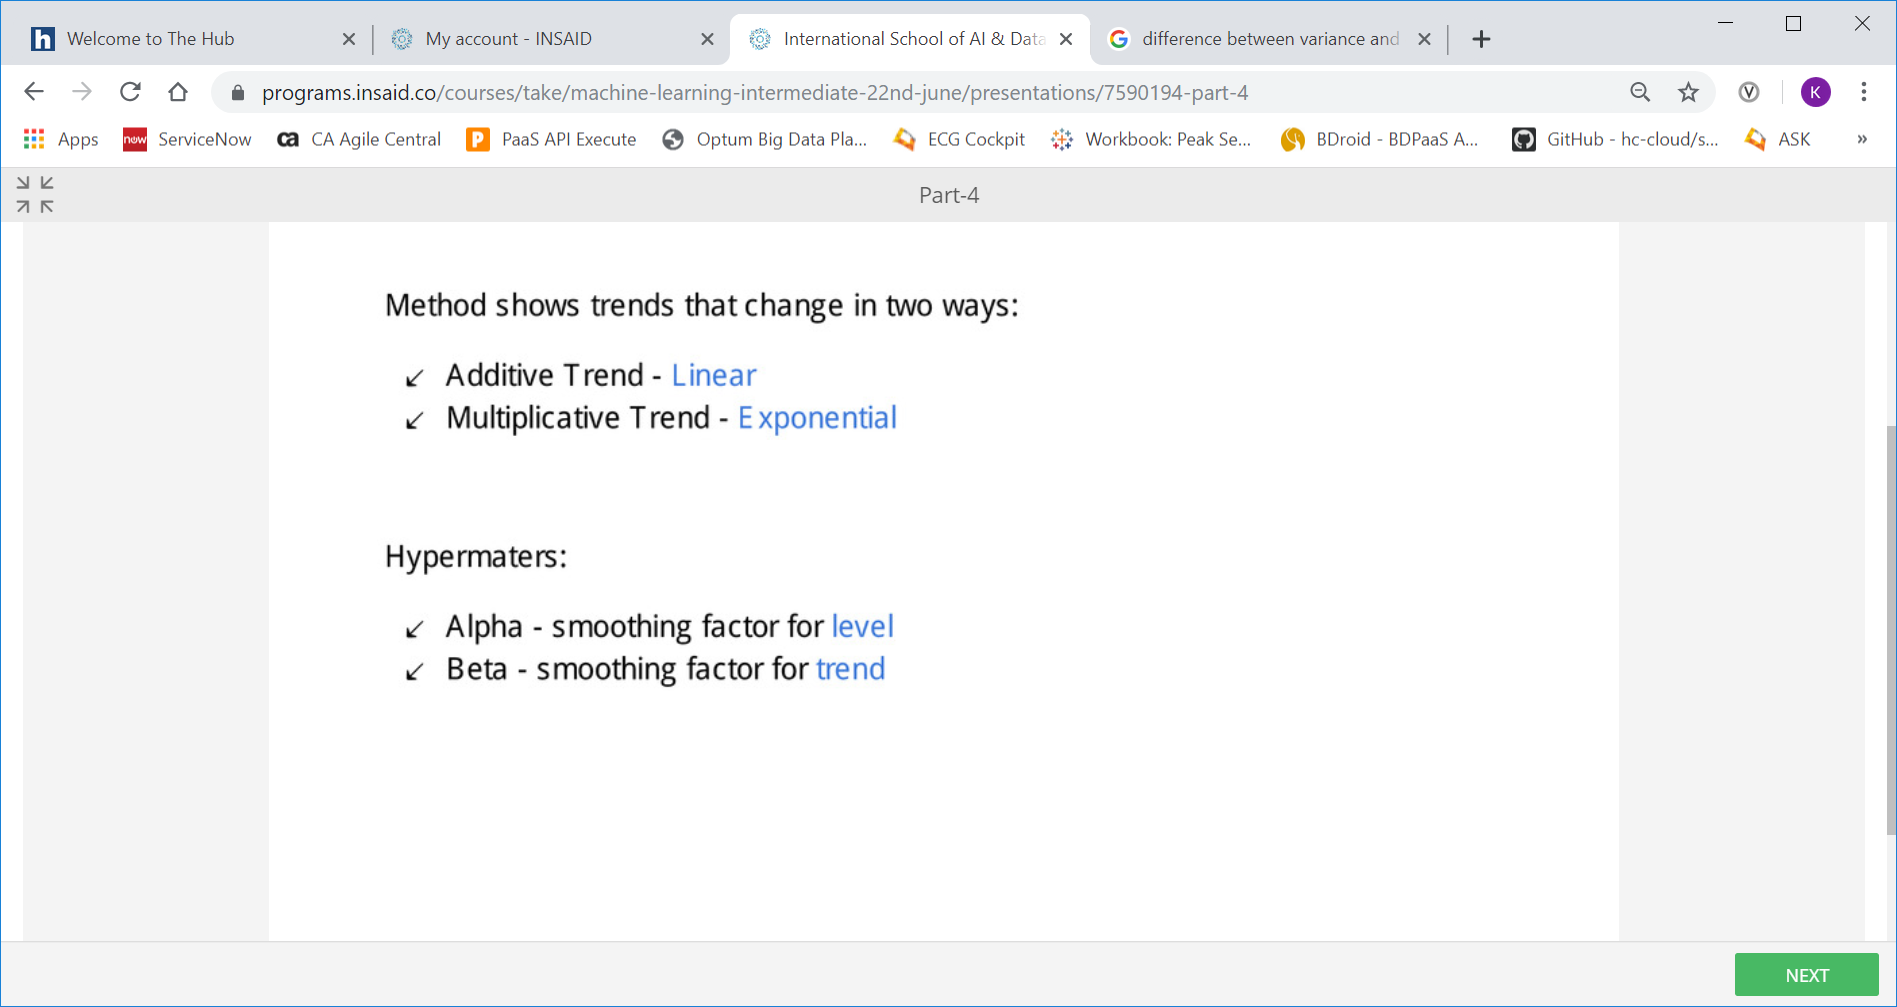 Welcome to The Hub
My account - INSAID
International School of AI & Data
difference between variance and
programs.insaid.co/courses/take/machine-learning-intermediate-22nd-june/presentations/7590194-part-4
K
Apps
now ServiceNow
ca CA Agile Central
P PaaS API Execute
Optum Big Data Pla...
ECG Cockpit
Workbook: Peak Se...
BDroid - BDPaaS A...
GitHub - hc-cloud/s...
ASK
»
Part-4
Method shows trends that change in two ways:
Additive Trend - Linear
Multiplicative Trend - Exponential
Hypermaters:
Alpha - smoothing factor for level
Beta - smoothing factor for trend
NEXT